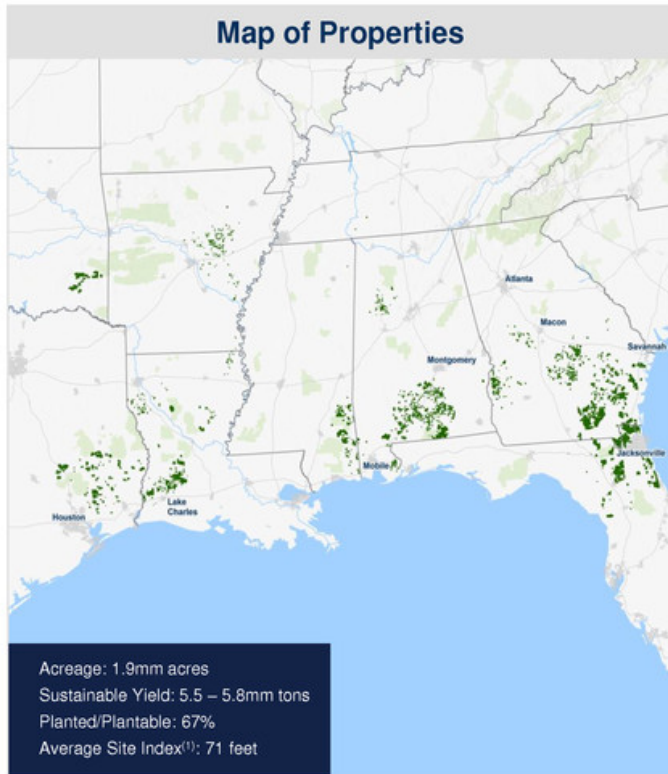 Map of Properties
Atlanta
Macon
Savannah
Montgomery
Jacksonville
Mobile
Lake
Charles
Houston
Acreage: 1.9mm acres
Sustainable Yield: 5.5 – 5.8mm tons
Planted/Plantable: 67%
Average Site Index(1): 71 feet